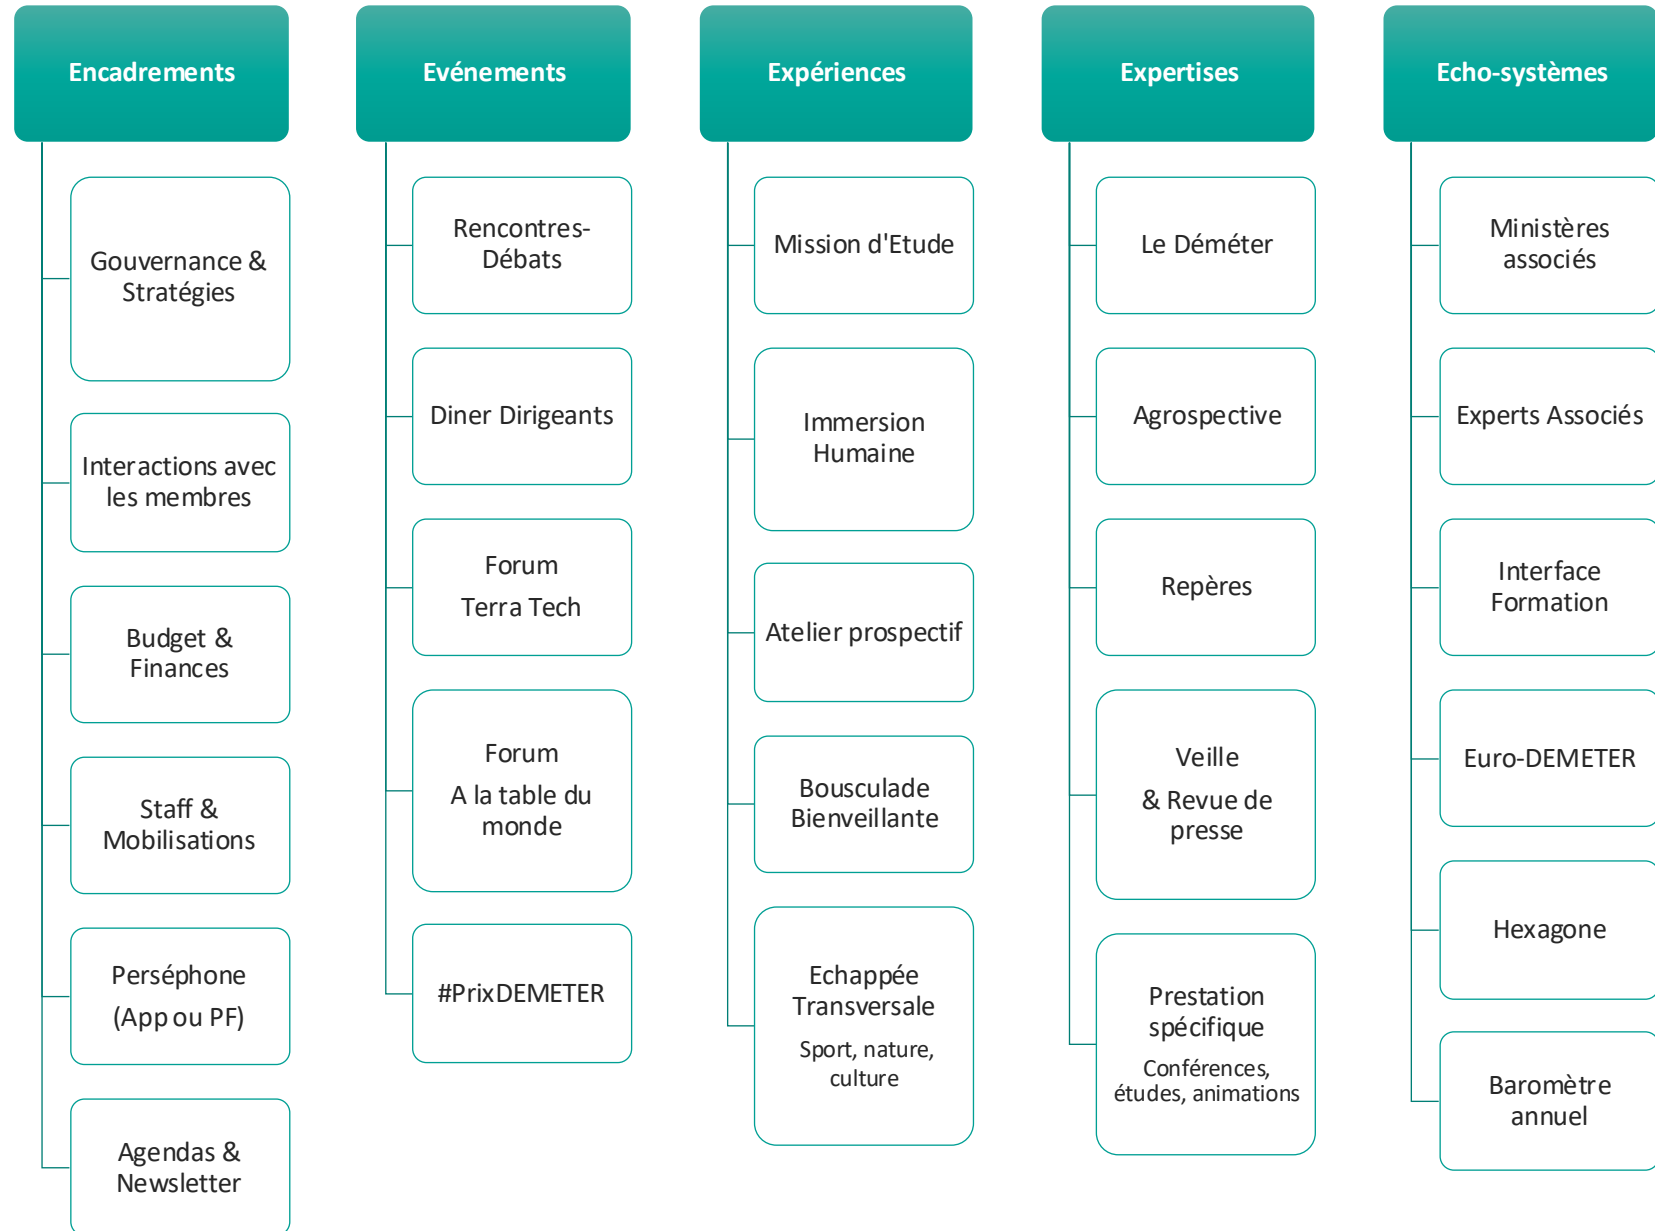 Encadrements
Gouvernance &
Stratégies
Interactions avec
les membres
Budget &
Finances
Staff &
Mobilisations
Perséphone
(App ou PF)
Agendas &
Newsletter
Evénements
Rencontres-
Débats
Diner Dirigeants
Forum
Terra Tech
Forum
A la table du
monde
#PrixDEMETER
Expériences
Mission d'Etude
Immersion
Humaine
Atelier prospectif
Bousculade
Bienveillante
Echappée
Transversale
Sport, nature,
culture
Expertises
Le Déméter
Agrospective
Repères
Veille
& Revue de
presse
Prestation
spécifique
Conférences,
études, animations
Echo-systèmes
Ministères
associés
Experts Associés
Interface
Formation
Euro-DEMETER
Hexagone
Baromètre
annuel